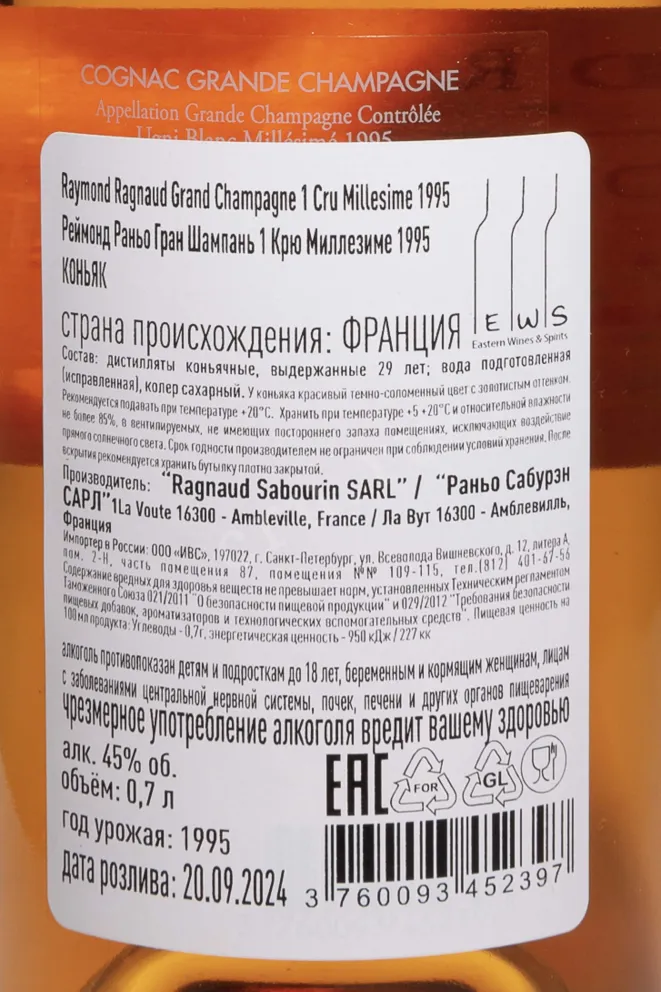 COGNAC GRANDE CHAMPAGNE
Appellation Grande Champagne Contrôlée
Ugni Blanc Millésimé 1995
Raymond Ragnaud Grand Champagne 1 Cru Millesime 1995
Реймонд Раньо Гран Шампань 1 Крю Миллезиме 1995
КОНЬЯК
EWS
Eastern Wines & Spirits
страна происхождения: ФРАНЦИЯ
Состав: дистилляты коньячные, выдержанные 29 лет; вода подготовленная
(исправленная), колер сахарный. У коньяка красивый темно-соломенный цвет с золотистым оттенком.
Рекомендуется подавать при температуре +20°C. Хранить при температуре +5 +20°C и относительной влажности
не более 85%, в вентилируемых, не имеющих постороннего запаха помещениях, исключающих воздействие
прямого солнечного света. Срок годности производителем не ограничен при соблюдении условий хранения. После
вскрытия рекомендуется хранить бутылку плотно закрытой.
Производитель: "Ragnaud Sabourin SARL" / "Раньо Сабурэн
САРЛ"1La Voute 16300 - Ambleville, France / Ла Вут 16300 - Амблевилль,
Франция
Импортер в России: ООО «ИВС», 197022, г. Санкт-Петербург, ул. Всеволода Вишневского, д. 12, литера А,
пом. 2-Н, часть помещения 87, помещения №№ 109-115, тел.(812) 401-67-56
Содержание вредных для здоровья веществ не превышает норм, установленных Техническим регламентом
Таможенного Союза 021/2011 "О безопасности пищевой продукции" и 029/2012 "Требования безопасности
пищевых добавок, ароматизаторов и технологических вспомогательных средств". Пищевая ценность на
100 мл продукта: Углеводы - 0,7г, энергетическая ценность - 950 кДж / 227 кк
алкоголь противопоказан детям и подросткам до 18 лет, беременным и кормящим женщинам, лицам
с заболеваниями центральной нервной системы, почек, печени и других органов пищеварения
чрезмерное употребление алкоголя вредит вашему здоровью
алк. 45% об.
объём: 0,7 л
год урожая: 1995
дата розлива: 20.09.2024
EAC
FOR
GL
3 760093 452397